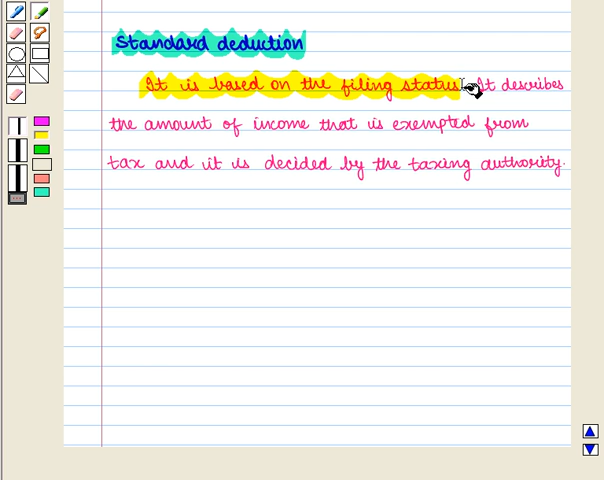 Standard deduction
It is based on the filing status. It describes
the amount of income that is exempted from
tax and it is decided by the taxing authority.